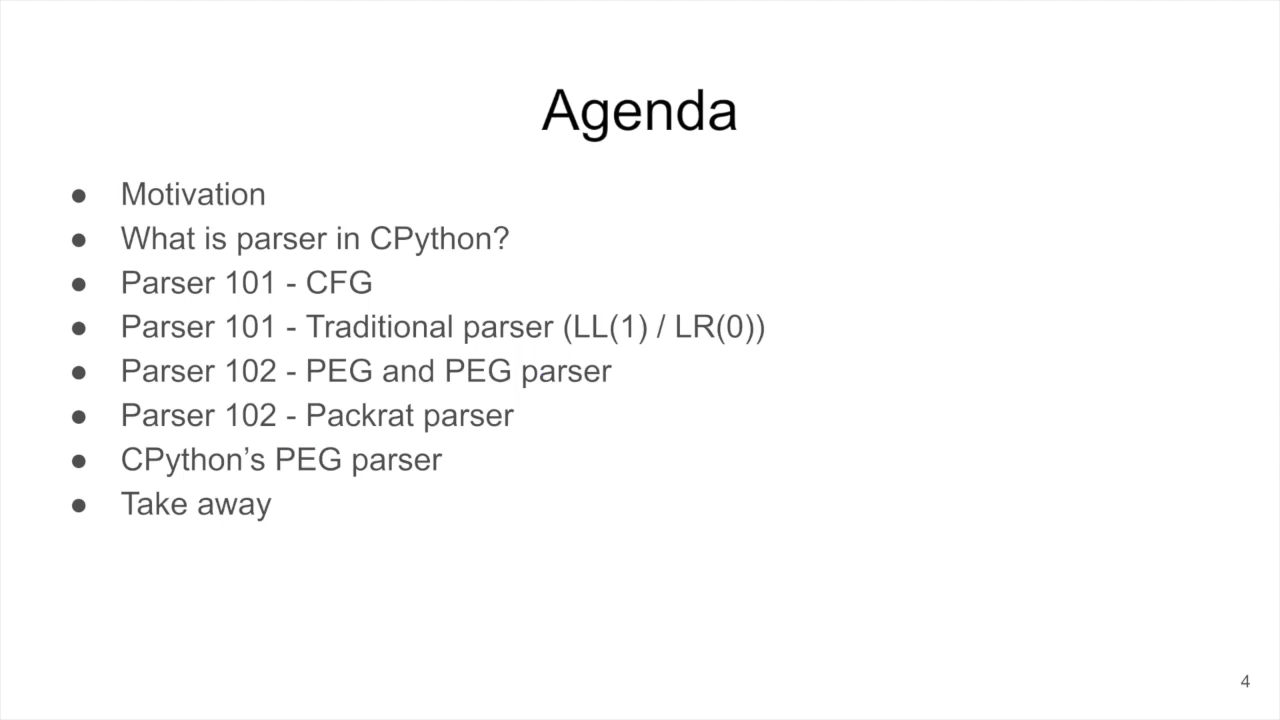 Agenda
● Motivation
● What is parser in CPython?
● Parser 101 - CFG
● Parser 101 - Traditional parser (LL(1) / LR(0))
● Parser 102 - PEG and PEG parser
● Parser 102 - Packrat parser
● CPython’s PEG parser
● Take away
4